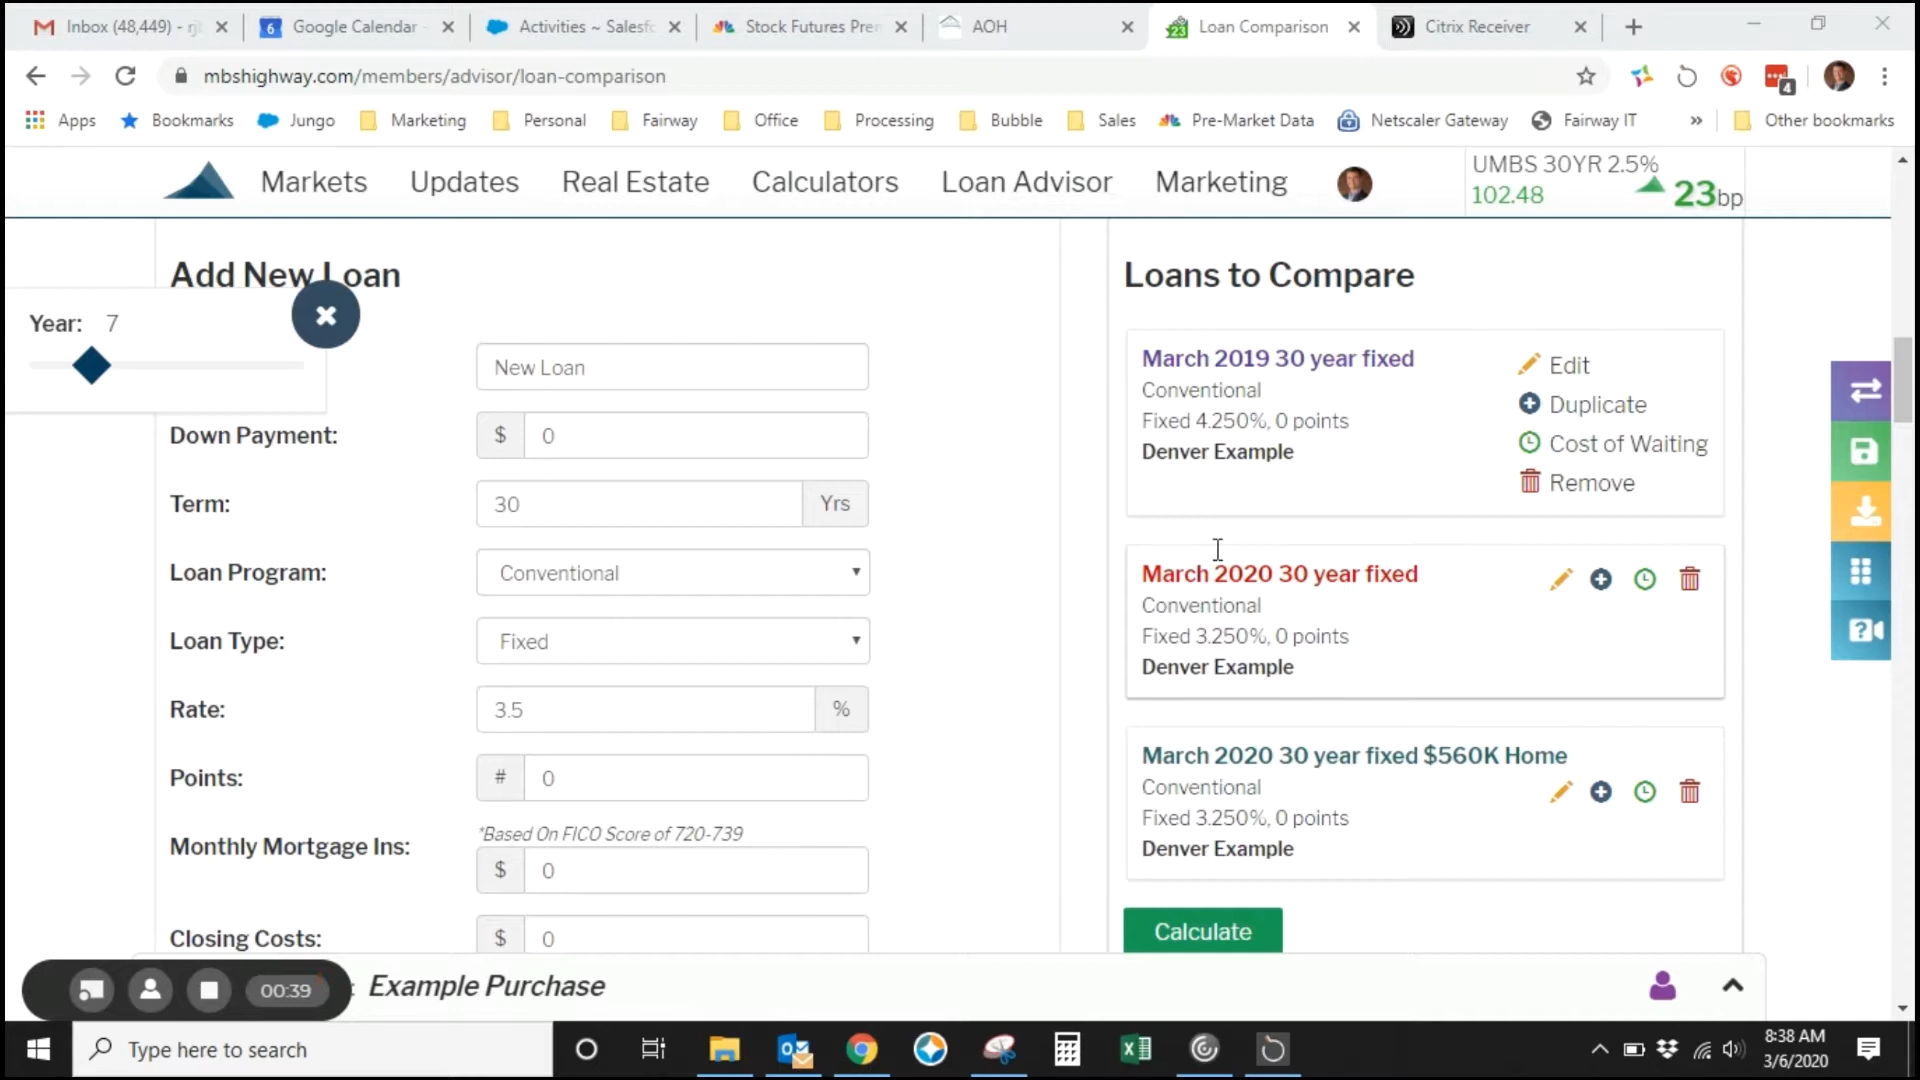 Inbox (48,449) - rj
Google Calendar -
Activities ~ Salesf
Stock Futures Prem
AOH
Loan Comparison
Citrix Receiver
mbshighway.com/members/advisor/loan-comparison
4
Apps
Bookmarks
Jungo
Marketing
Personal
Fairway
Office
Processing
Bubble
Sales
Pre-Market Data
Netscaler Gateway
Fairway IT
»
Other bookmarks
Markets
Updates
Real Estate
Calculators
Loan Advisor
Marketing
UMBS 30YR 2.5%
102.48
23bp
Add New Loan
Year: 7
New Loan
Down Payment:
$ 0
Term:
30 Yrs
Loan Program:
Conventional
Loan Type:
Fixed
Rate:
3.5 %
Points:
# 0
*Based On FICO Score of 720-739
Monthly Mortgage Ins:
$ 0
Closing Costs:
$ 0
Loans to Compare
March 2019 30 year fixed
Conventional
Fixed 4.250%, 0 points
Denver Example
Edit
Duplicate
Cost of Waiting
Remove
March 2020 30 year fixed
Conventional
Fixed 3.250%, 0 points
Denver Example
March 2020 30 year fixed $560K Home
Conventional
Fixed 3.250%, 0 points
Denver Example
Calculate
00:39
: Example Purchase
Type here to search
8:38 AM
3/6/2020